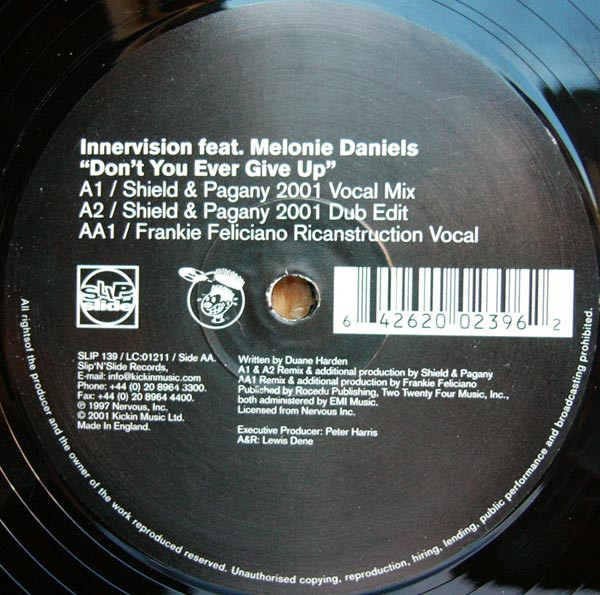 Innervision feat. Melonie Daniels
“Don’t You Ever Give Up”
A1 / Shield & Pagany 2001 Vocal Mix
A2 / Shield & Pagany 2001 Dub Edit
AA1 / Frankie Feliciano Ricanstruction Vocal
SLiP
slide
6 42620 02396 2
SLIP 139 / LC:01211 / Side AA.
Slip'N'Slide Records,
E-mail: info@kickinmusic.com
Phone: +44 (0) 20 8964 3300.
Fax: +44 (0) 20 8964 4400.
℗ 1997 Nervous, Inc.
© 2001 Kickin Music Ltd.
Made In England.
Written by Duane Harden
A1 & A2 Remix & additional production by Shield & Pagany
AA1 Remix & additional production by Frankie Feliciano
Published by Rocedu Publishing, Two Twenty Four Music, Inc.,
both administered by EMI Music.
Licensed from Nervous Inc.
Executive Producer: Peter Harris
A&R: Lewis Dene
All rightsof the producer and the owner of the work reproduced reserved. Unauthorised copying, reproduction, hiring, lending, public performance and broadcasting prohibited.